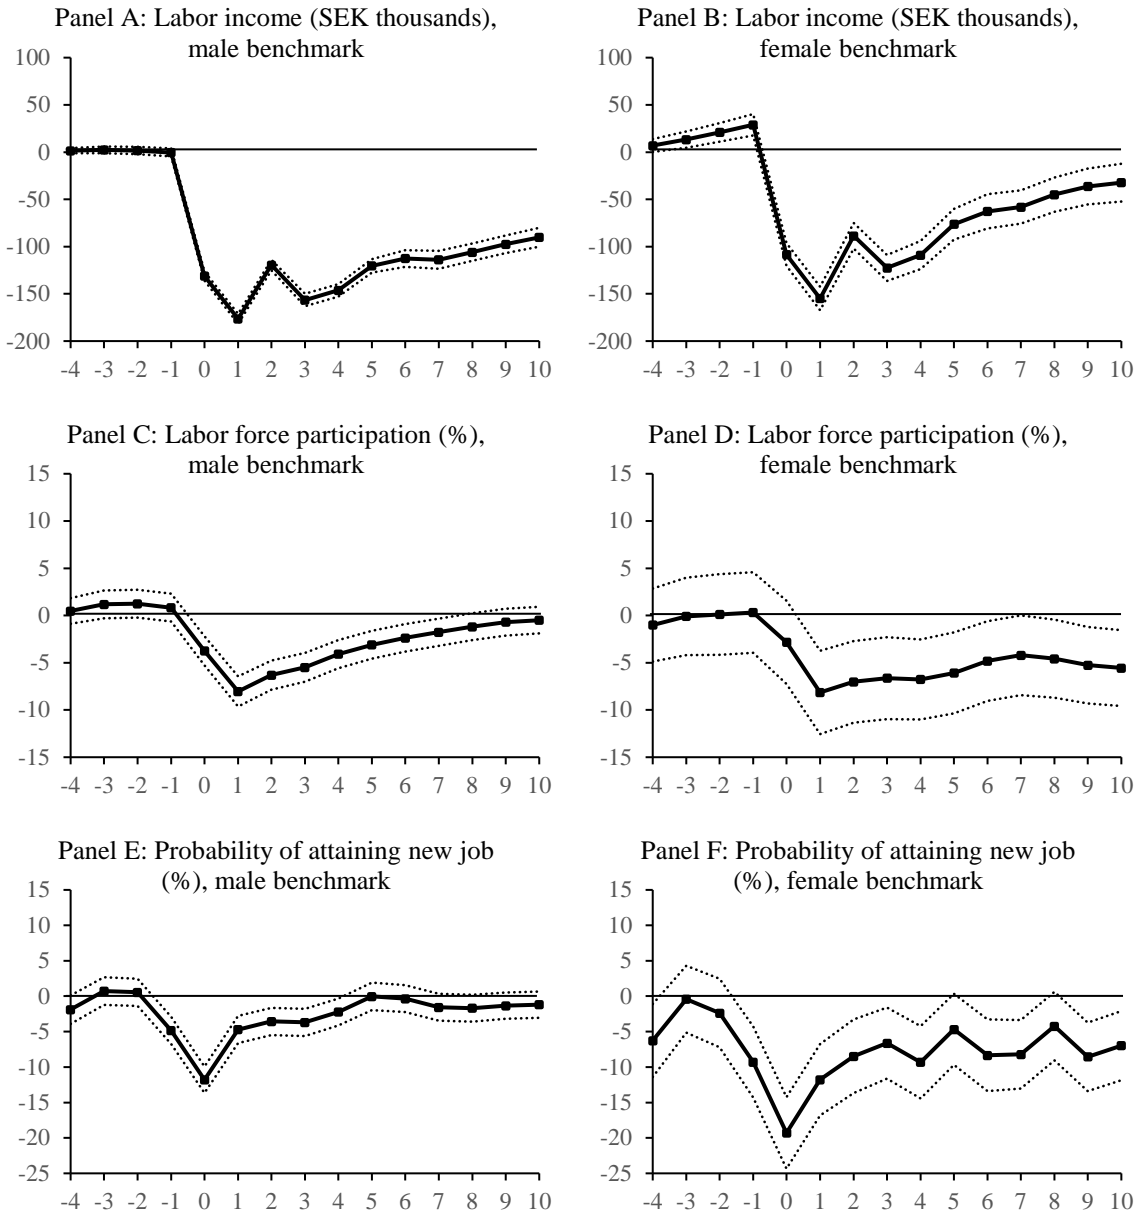 Panel A: Labor income (SEK thousands),
male benchmark
100
50
0
-50
-100
-150
-200
-4 -3 -2 -1 0 1 2 3 4 5 6 7 8 9 10
Panel B: Labor income (SEK thousands),
female benchmark
100
50
0
-50
-100
-150
-200
-4 -3 -2 -1 0 1 2 3 4 5 6 7 8 9 10
Panel C: Labor force participation (%),
male benchmark
15
10
5
0
-5
-10
-15
-4 -3 -2 -1 0 1 2 3 4 5 6 7 8 9 10
Panel D: Labor force participation (%),
female benchmark
15
10
5
0
-5
-10
-15
-4 -3 -2 -1 0 1 2 3 4 5 6 7 8 9 10
Panel E: Probability of attaining new job
(%), male benchmark
15
10
5
0
-5
-10
-15
-20
-25
-4 -3 -2 -1 0 1 2 3 4 5 6 7 8 9 10
Panel F: Probability of attaining new job
(%), female benchmark
15
10
5
0
-5
-10
-15
-20
-25
-4 -3 -2 -1 0 1 2 3 4 5 6 7 8 9 10